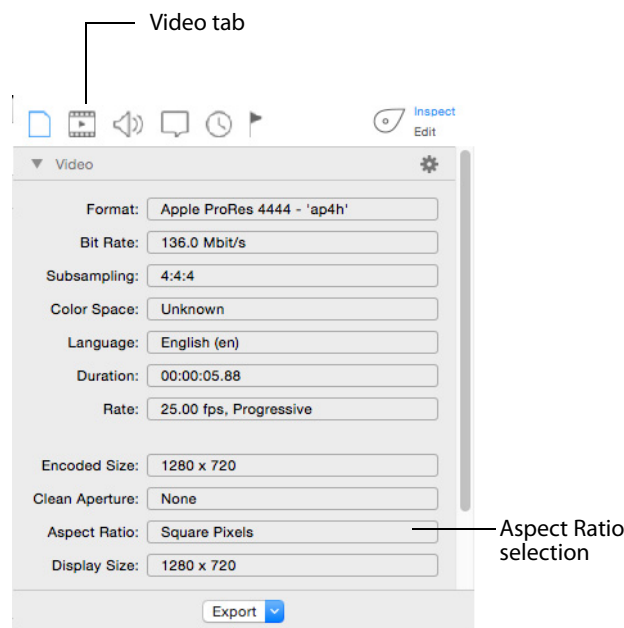 Video tab
Inspect
Edit
Video
Format: Apple ProRes 4444 - 'ap4h'
Bit Rate: 136.0 Mbit/s
Subsampling: 4:4:4
Color Space: Unknown
Language: English (en)
Duration: 00:00:05.88
Rate: 25.00 fps, Progressive
Encoded Size: 1280 x 720
Clean Aperture: None
Aspect Ratio: Square Pixels
Aspect Ratio
selection
Display Size: 1280 x 720
Export